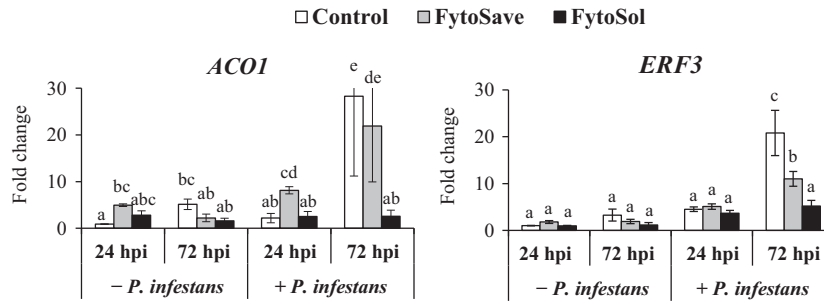 Control FytoSave FytoSol
ACO1
Fold change
30
20
10
0
a bc abc bc ab ab ab cd ab e de ab
24 hpi 72 hpi 24 hpi 72 hpi
– P. infestans + P. infestans
ERF3
Fold change
30
20
10
0
a a a a a a a a a c b a
24 hpi 72 hpi 24 hpi 72 hpi
– P. infestans + P. infestans